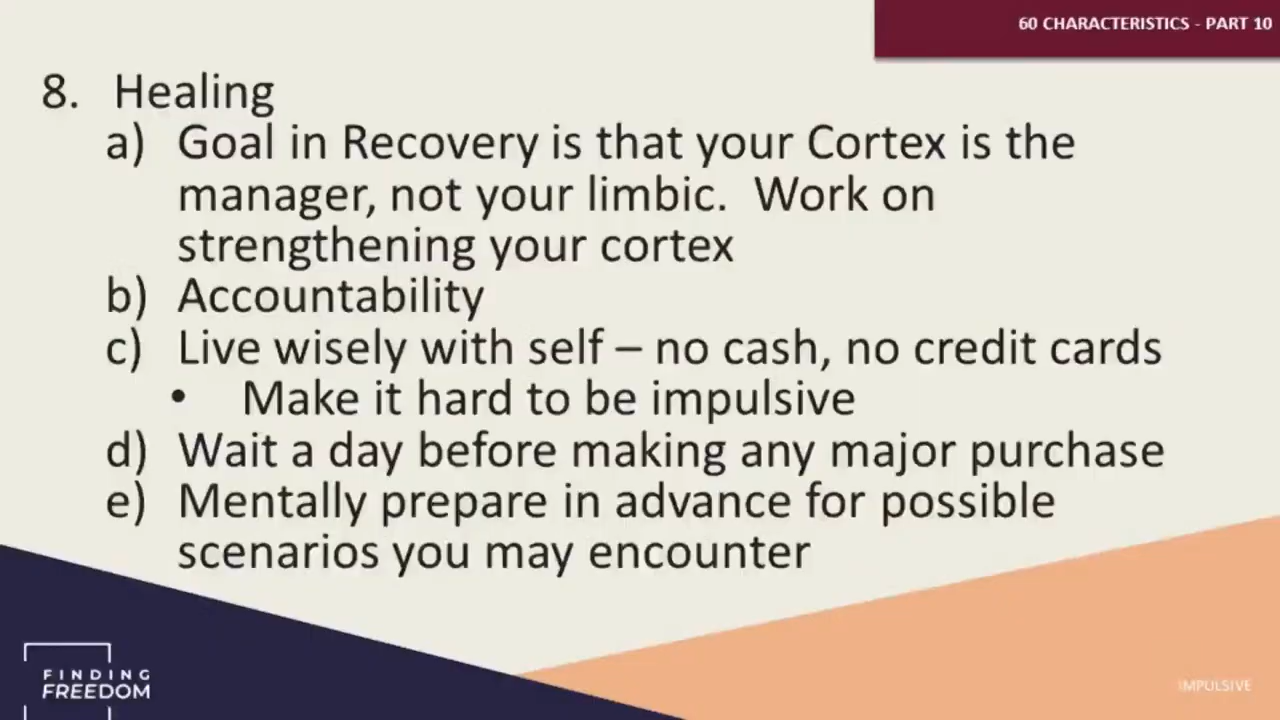 60 CHARACTERISTICS - PART 10
8. Healing
a) Goal in Recovery is that your Cortex is the
manager, not your limbic. Work on
strengthening your cortex
b) Accountability
c) Live wisely with self – no cash, no credit cards
• Make it hard to be impulsive
d) Wait a day before making any major purchase
e) Mentally prepare in advance for possible
scenarios you may encounter
FINDING
FREEDOM
IMPULSIVE